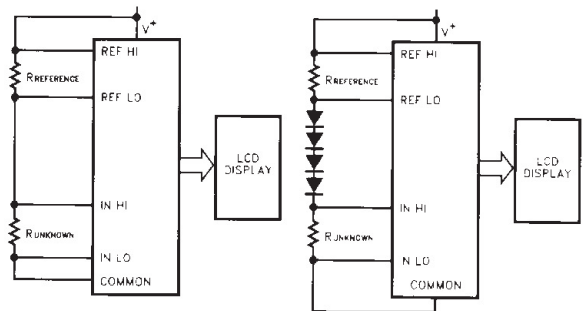 V+
REF HI
RREFERENCE
REF LO
LCD
DISPLAY
IN HI
RUNKNOWN
IN LO
COMMON
V+
REF HI
RREFERENCE
REF LO
LCD
DISPLAY
IN HI
RUNKNOWN
N LO
COMMON